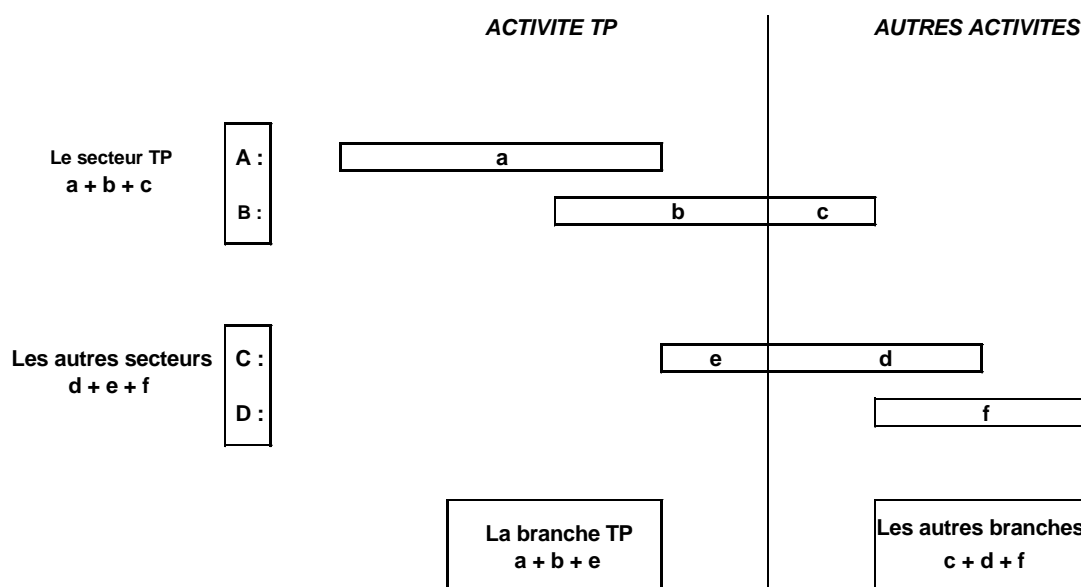 ACTIVITE TP
AUTRES ACTIVITES
Le secteur TP
a + b + c
A :
a
B :
b
c
Les autres secteurs
d + e + f
C :
e
d
D :
f
La branche TP
a + b + e
Les autres branches
c + d + f